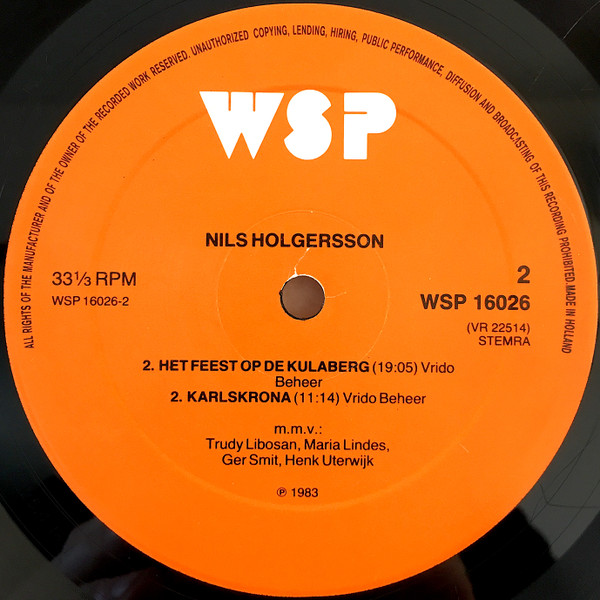 ALL RIGHTS OF THE MANUFACTURER AND OF THE OWNER OF THE RECORDED WORK RESERVED. UNAUTHORIZED COPYING, LENDING, HIRING, PUBLIC PERFORMANCE, DIFFUSION AND BROADCASTING OF THIS RECORDING PROHIBITED. MADE IN HOLLAND
WSP
NILS HOLGERSSON
33⅓ RPM
WSP 16026-2
2
WSP 16026
(VR 22514)
STEMRA
2. HET FEEST OP DE KULABERG (19:05) Vrido
Beheer
2. KARLSKRONA (11:14) Vrido Beheer
m.m.v.:
Trudy Libosan, Maria Lindes,
Ger Smit, Henk Uterwijk
℗ 1983